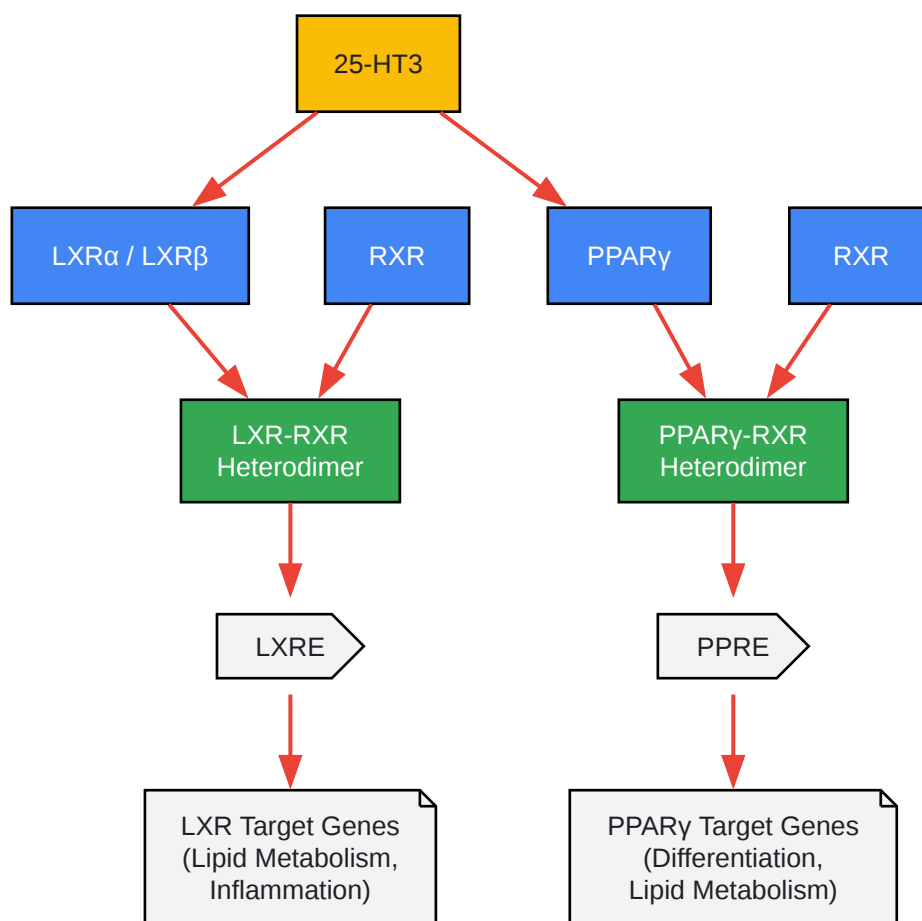 25-HT3
LXRα / LXRβ
RXR
PPARγ
RXR
LXR-RXR
Heterodimer
PPARγ-RXR
Heterodimer
LXRE
PPRE
LXR Target Genes
(Lipid Metabolism,
Inflammation)
PPARγ Target Genes
(Differentiation,
Lipid Metabolism)